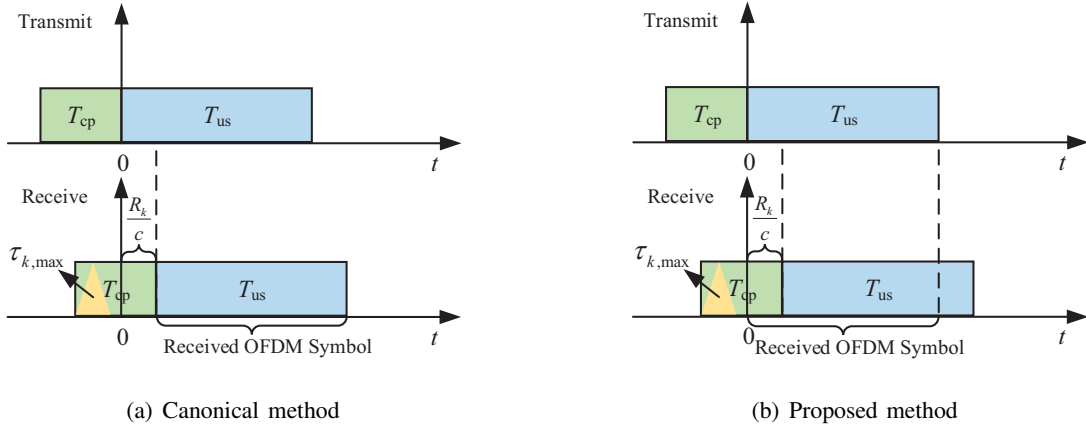 Transmit
T_cp
T_us
0
t
Receive
R_k
c
τ_k,max
T_cp
T_us
0
t
Received OFDM Symbol
(a) Canonical method
Transmit
T_cp
T_us
0
t
Receive
R_k
c
τ_k,max
T_cp
T_us
0
t
Received OFDM Symbol
(b) Proposed method